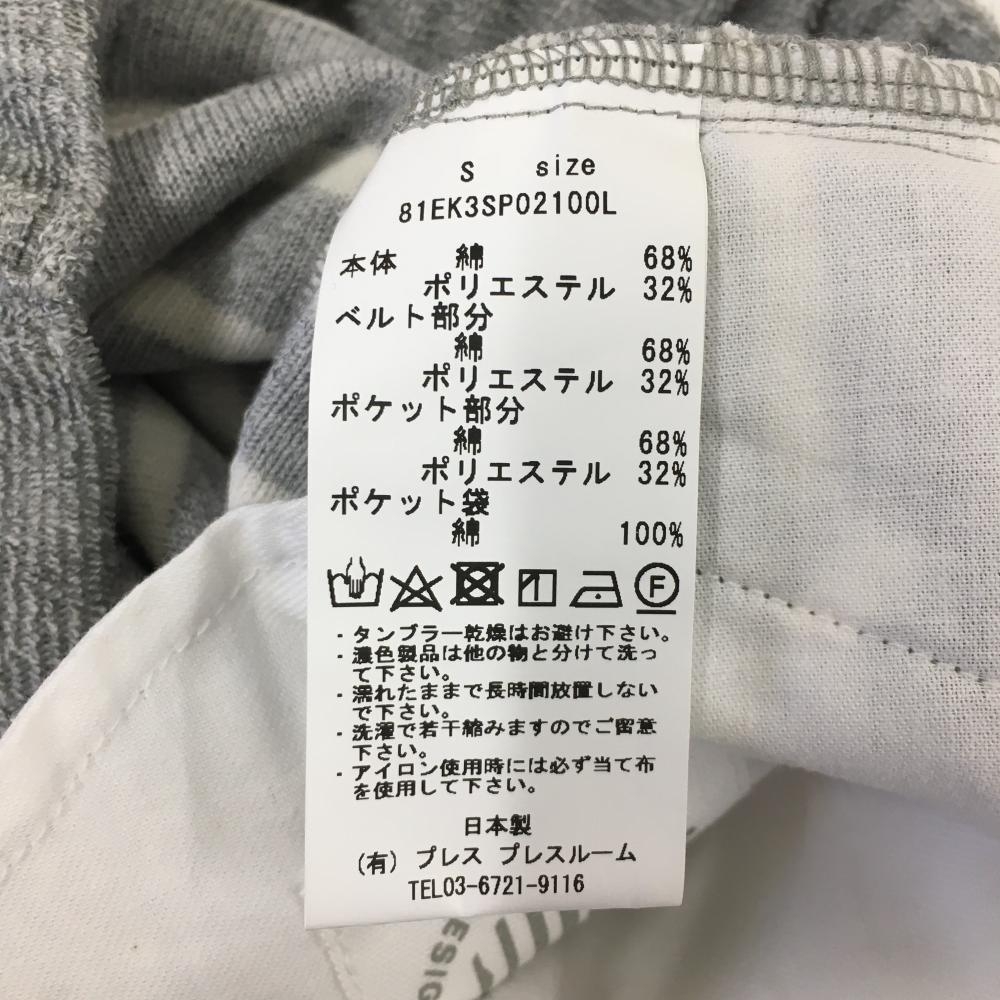 S size
81EK3SP02100L
本体 綿 68%
ポリエステル 32%
ベルト部分
綿 68%
ポリエステル 32%
ポケット部分
綿 68%
ポリエステル 32%
ポケット袋
綿 100%
F
・タンブラー乾燥はお避け下さい。
・濃色製品は他の物と分けて洗っ
て下さい。
・濡れたままで長時間放置しない
で下さい。
・洗濯で若干縮みますのでご留意
下さい。
・アイロン使用時には必ず当て布
を使用して下さい。
日本製
(有) プレス プレスルーム
TEL03-6721-9116
ESIG